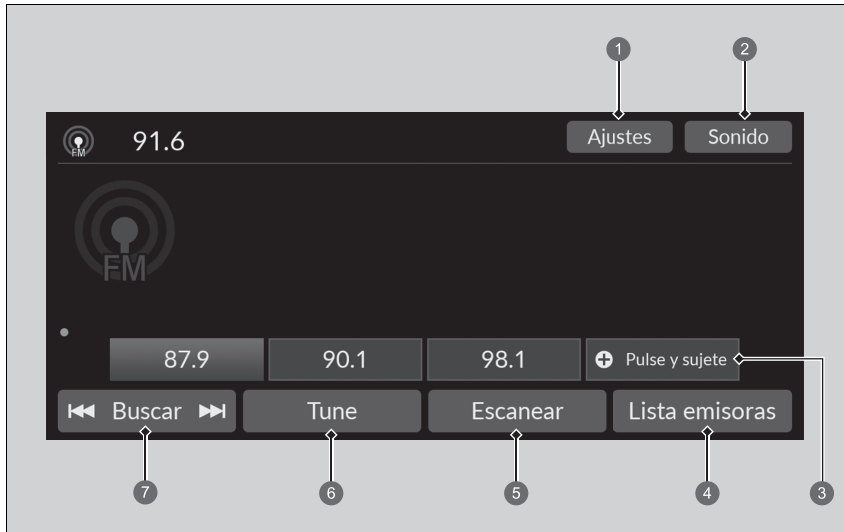 1 2
FM 91.6 Ajustes Sonido
FM
87.9 90.1 98.1 Pulse y sujete
Buscar Tune Escanear Lista emisoras
7 6 5 4 3